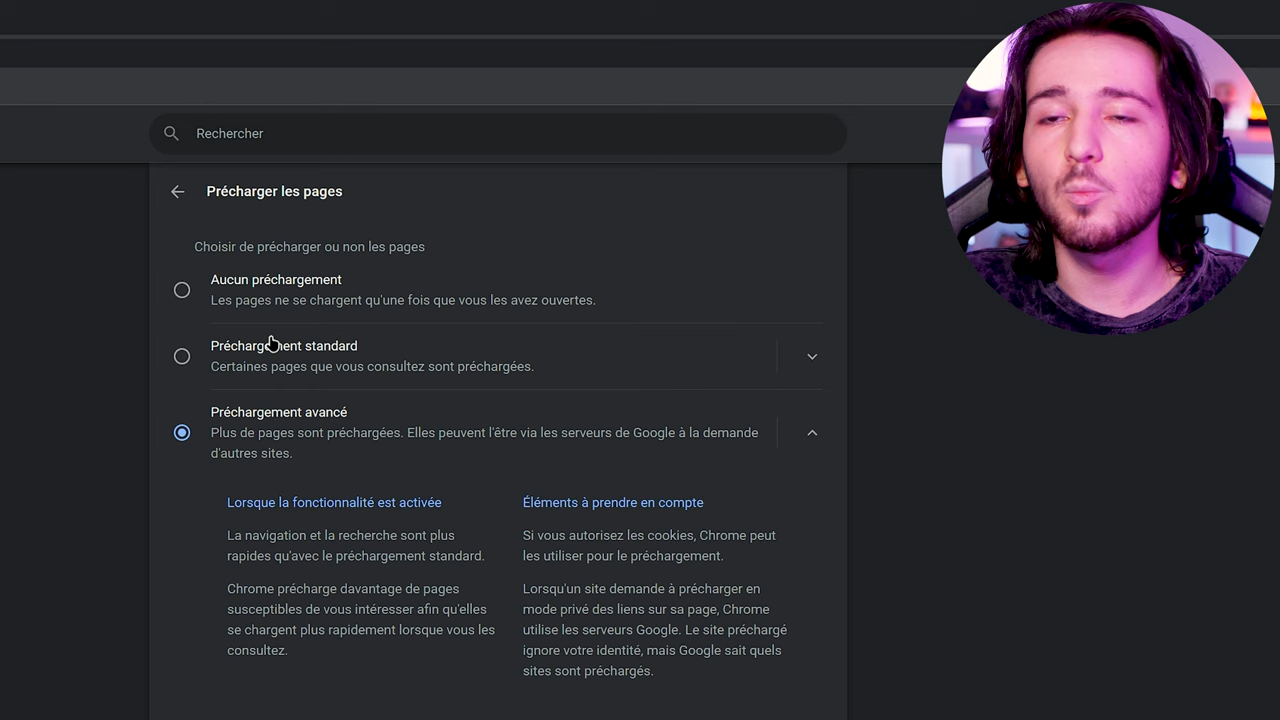 Rechercher
Précharger les pages
Choisir de précharger ou non les pages
Aucun préchargement
Les pages ne se chargent qu'une fois que vous les avez ouvertes.
Préchargement standard
Certaines pages que vous consultez sont préchargées.
Préchargement avancé
Plus de pages sont préchargées. Elles peuvent l'être via les serveurs de Google à la demande
d'autres sites.
Lorsque la fonctionnalité est activée
La navigation et la recherche sont plus
rapides qu'avec le préchargement standard.
Chrome précharge davantage de pages
susceptibles de vous intéresser afin qu'elles
se chargent plus rapidement lorsque vous les
consultez.
Éléments à prendre en compte
Si vous autorisez les cookies, Chrome peut
les utiliser pour le préchargement.
Lorsqu'un site demande à précharger en
mode privé des liens sur sa page, Chrome
utilise les serveurs Google. Le site préchargé
ignore votre identité, mais Google sait quels
sites sont préchargés.